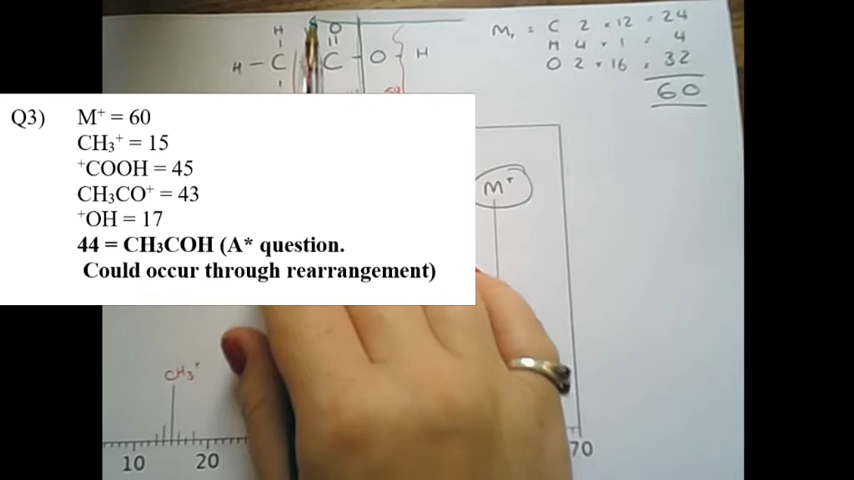 H O
H - C C - O H
Mr = C 2 × 12 = 24
H 4 × 1 = 4
O 2 × 16 = 32
60
Q3) M⁺ = 60
CH₃⁺ = 15
⁺COOH = 45
CH₃CO⁺ = 43
⁺OH = 17
44 = CH₃COH (A* question.
Could occur through rearrangement)
M⁺
CH₃⁺
10 20 70